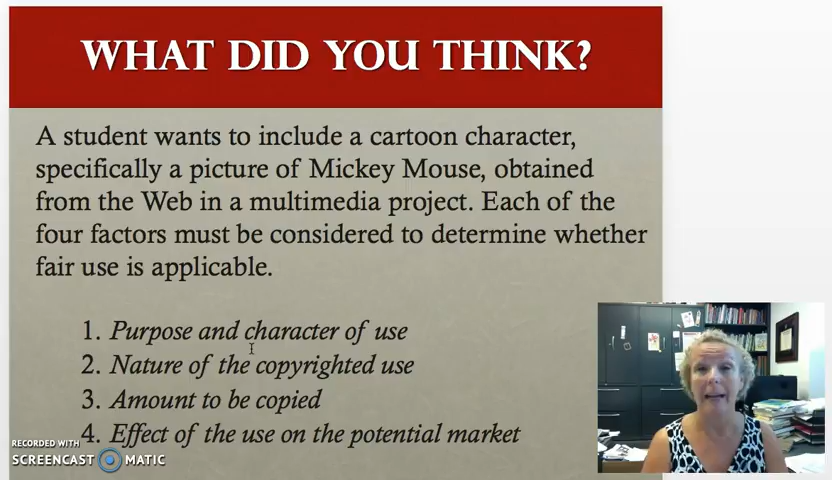 WHAT DID YOU THINK?
A student wants to include a cartoon character,
specifically a picture of Mickey Mouse, obtained
from the Web in a multimedia project. Each of the
four factors must be considered to determine whether
fair use is applicable.
1. Purpose and character of use
2. Nature of the copyrighted use
3. Amount to be copied
4. Effect of the use on the potential market
RECORDED WITH
SCREENCAST MATIC